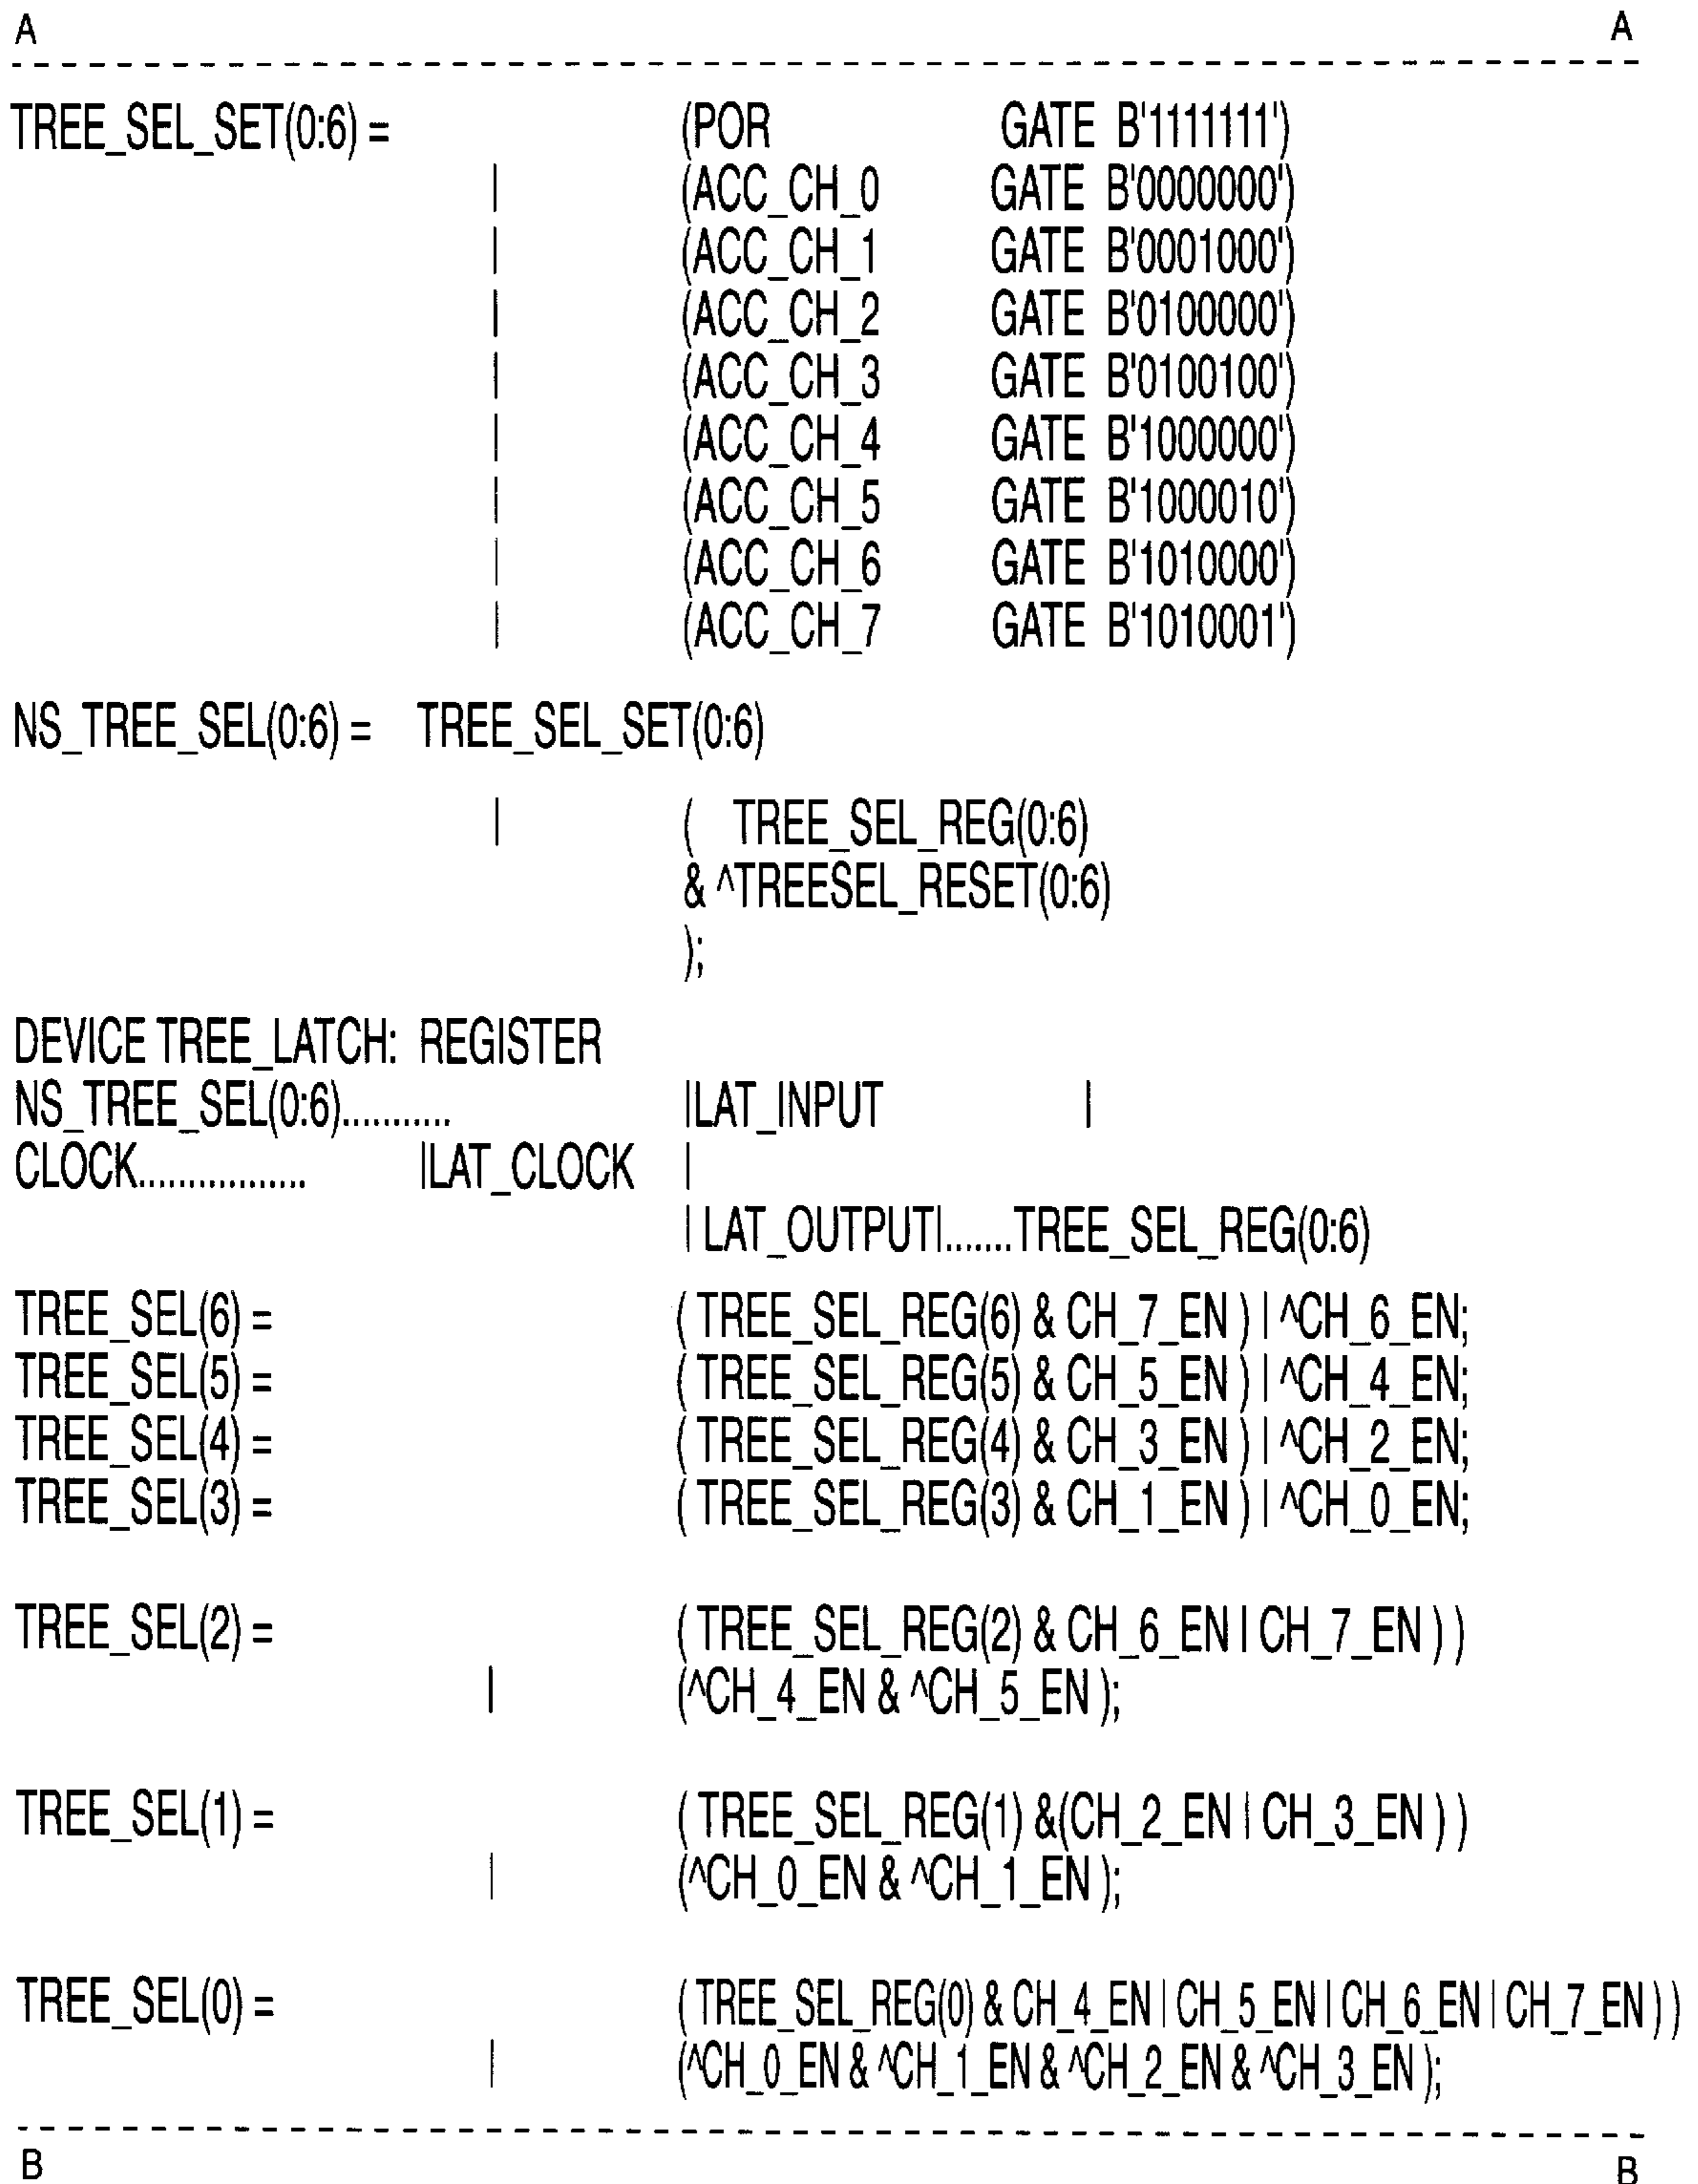 A A
TREE_SEL_SET(0:6) = (POR GATE B'1111111')
| (ACC_CH_0 GATE B'0000000')
| (ACC_CH_1 GATE B'0001000')
| (ACC_CH_2 GATE B'0100000')
| (ACC_CH_3 GATE B'0100100')
| (ACC_CH_4 GATE B'1000000')
| (ACC_CH_5 GATE B'1000010')
| (ACC_CH_6 GATE B'1010000')
| (ACC_CH_7 GATE B'1010001')
NS_TREE_SEL(0:6) = TREE_SEL_SET(0:6)
| ( TREE_SEL_REG(0:6)
& ^TREESEL_RESET(0:6)
);
DEVICE TREE_LATCH: REGISTER
NS_TREE_SEL(0:6)........... |LAT_INPUT |
CLOCK................. |LAT_CLOCK |
| LAT_OUTPUT|.......TREE_SEL_REG(0:6)
TREE_SEL(6) = ( TREE_SEL_REG(6) & CH_7_EN ) | ^CH_6_EN;
TREE_SEL(5) = ( TREE_SEL_REG(5) & CH_5_EN ) | ^CH_4_EN;
TREE_SEL(4) = ( TREE_SEL_REG(4) & CH_3_EN ) | ^CH_2_EN;
TREE_SEL(3) = ( TREE_SEL_REG(3) & CH_1_EN ) | ^CH_0_EN;
TREE_SEL(2) = ( TREE_SEL_REG(2) & CH_6_EN | CH_7_EN ) )
| (^CH_4_EN & ^CH_5_EN );
TREE_SEL(1) = ( TREE_SEL_REG(1) &(CH_2_EN | CH_3_EN ) )
| (^CH_0_EN & ^CH_1_EN );
TREE_SEL(0) = ( TREE_SEL_REG(0) & CH_4_EN | CH_5_EN | CH_6_EN | CH_7_EN ) )
| (^CH_0_EN & ^CH_1_EN & ^CH_2_EN & ^CH_3_EN );
B B